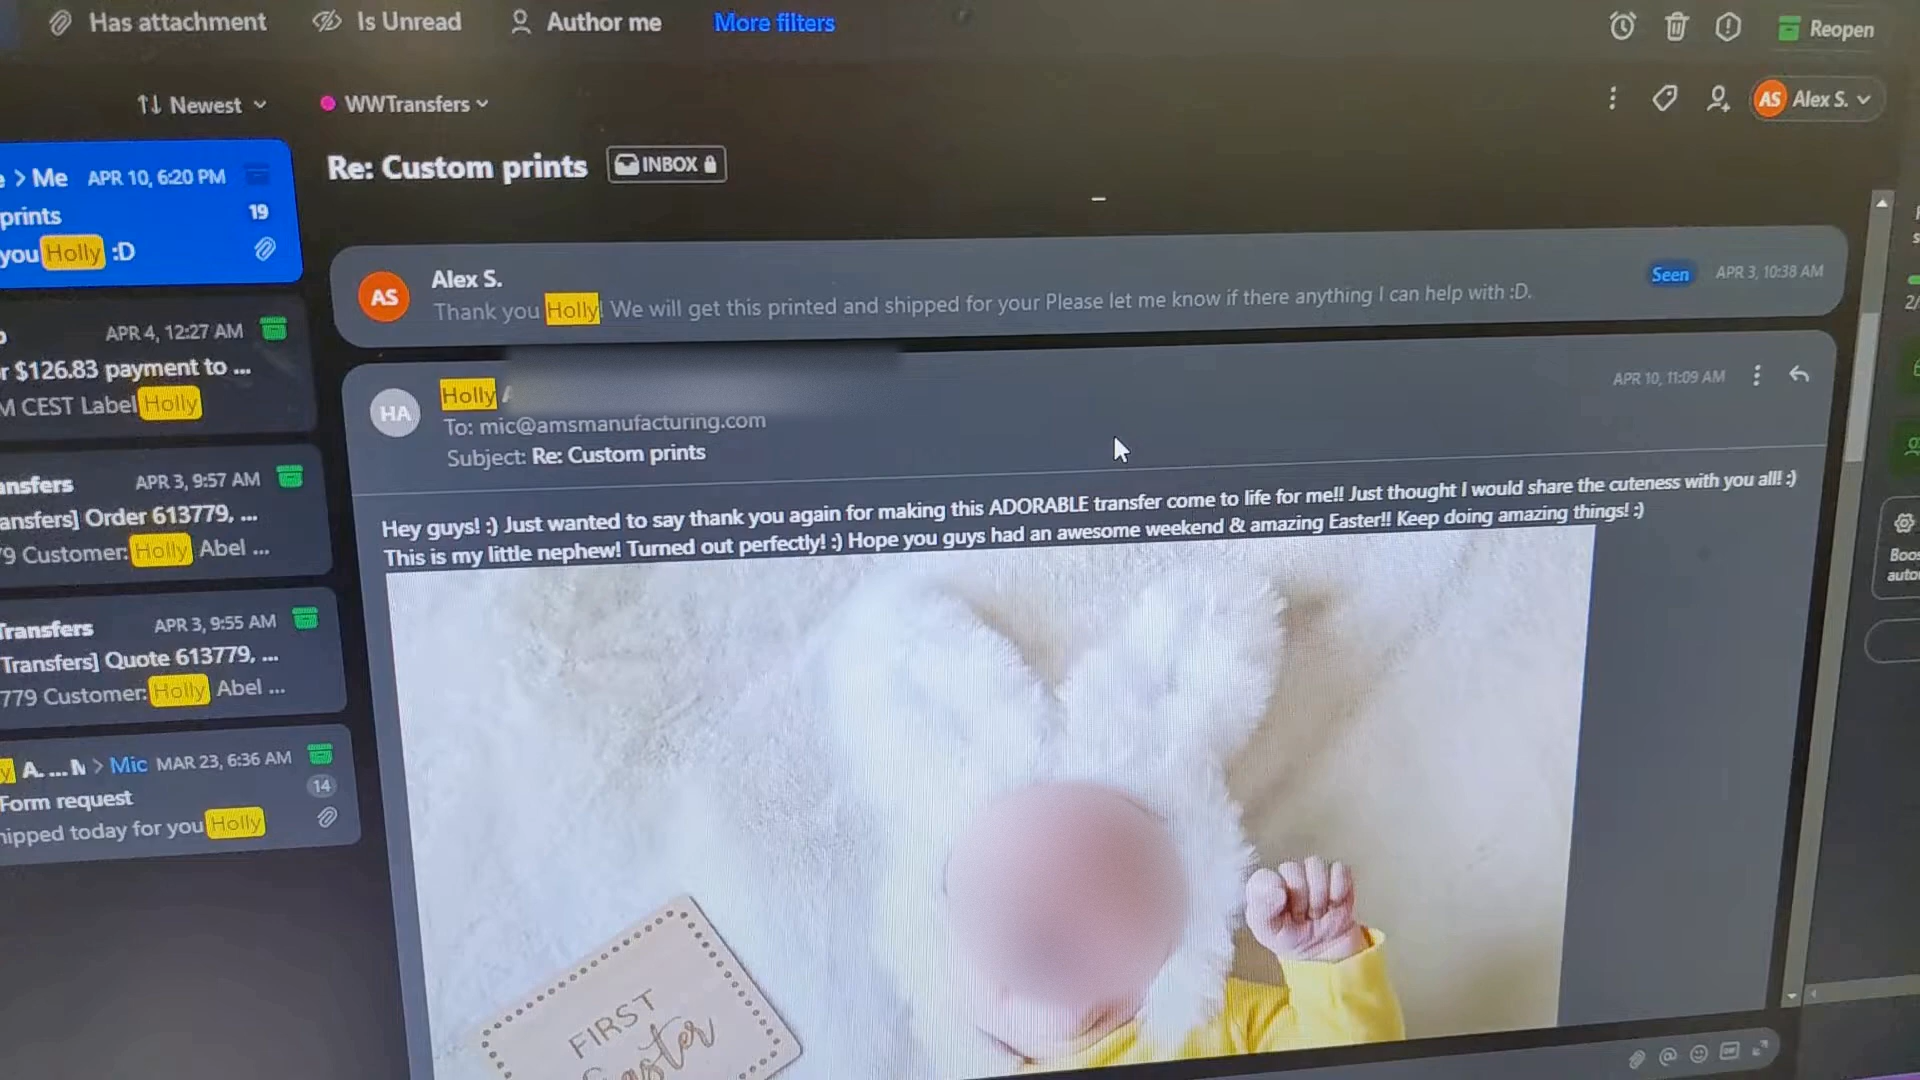 Has attachment
Is Unread
Author me
More filters
Reopen
Newest
WWTransfers
AS Alex S.
Re: Custom prints
INBOX
> Me APR 10, 6:20 PM
prints 19
you Holly :D
APR 4, 12:27 AM
$126.83 payment to ...
CEST Label Holly
APR 3, 9:57 AM
Order 613779, ...
Customer: Holly Abel ...
Transfers APR 3, 9:55 AM
Transfers] Quote 613779, ...
779 Customer: Holly Abel ...
A. ... N > Mic MAR 23, 6:36 AM
Form request 14
today for you Holly
AS
Alex S.
Thank you Holly! We will get this printed and shipped for your Please let me know if there anything I can help with :D.
Seen APR 3, 10:38 AM
HA
Holly
APR 10, 11:09 AM
To: mic@amsmanufacturing.com
Subject: Re: Custom prints
Hey guys! :) Just wanted to say thank you again for making this ADORABLE transfer come to life for me!! Just thought I would share the cuteness with you all! :)
This is my little nephew! Turned out perfectly! :) Hope you guys had an awesome weekend & amazing Easter!! Keep doing amazing things! :)
FIRST
Easter